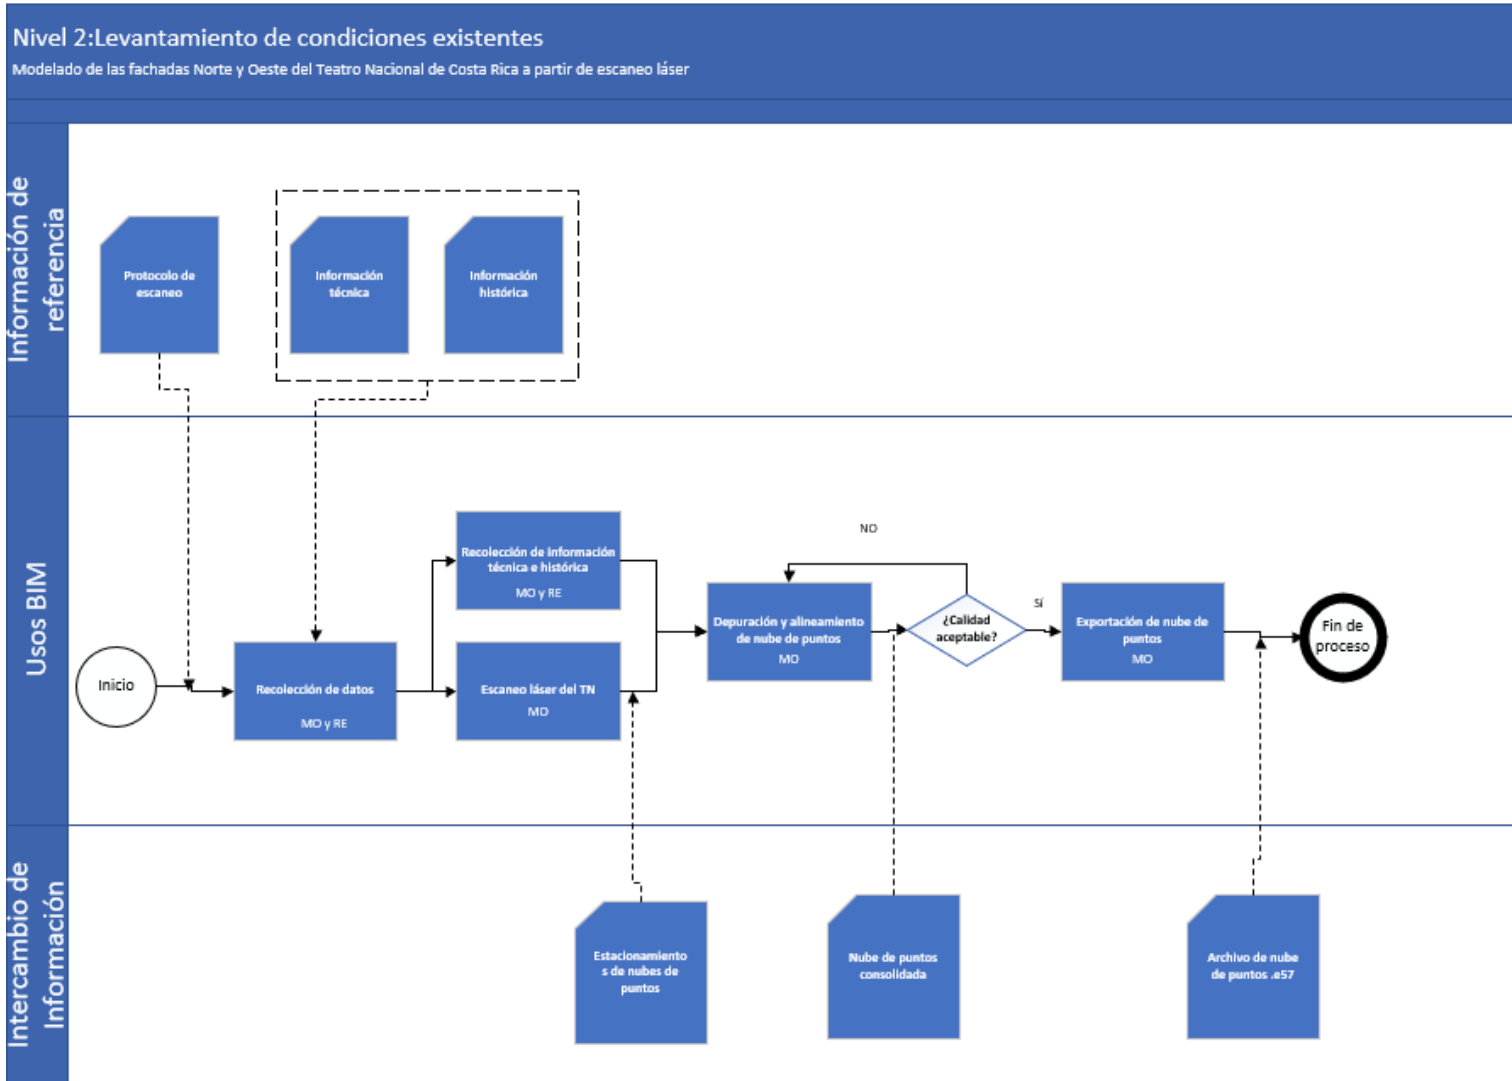 Nivel 2:Levantamiento de condiciones existentes
Modelado de las fachadas Norte y Oeste del Teatro Nacional de Costa Rica a partir de escaneo láser
Información de
referencia
Protocolo de
escaneo
Información
técnica
Información
histórica
Usos BIM
Inicio
Recolección de datos
MO y RE
Recolección de información
técnica e histórica
MO y RE
Escaneo láser del TN
MO
Depuración y alineamiento
de nube de puntos
MO
NO
¿Calidad
aceptable?
Sí
Exportación de nube de
puntos
MO
Fin de
proceso
Intercambio de
Información
Estacionamiento
s de nubes de
puntos
Nube de puntos
consolidada
Archivo de nube
de puntos .e57